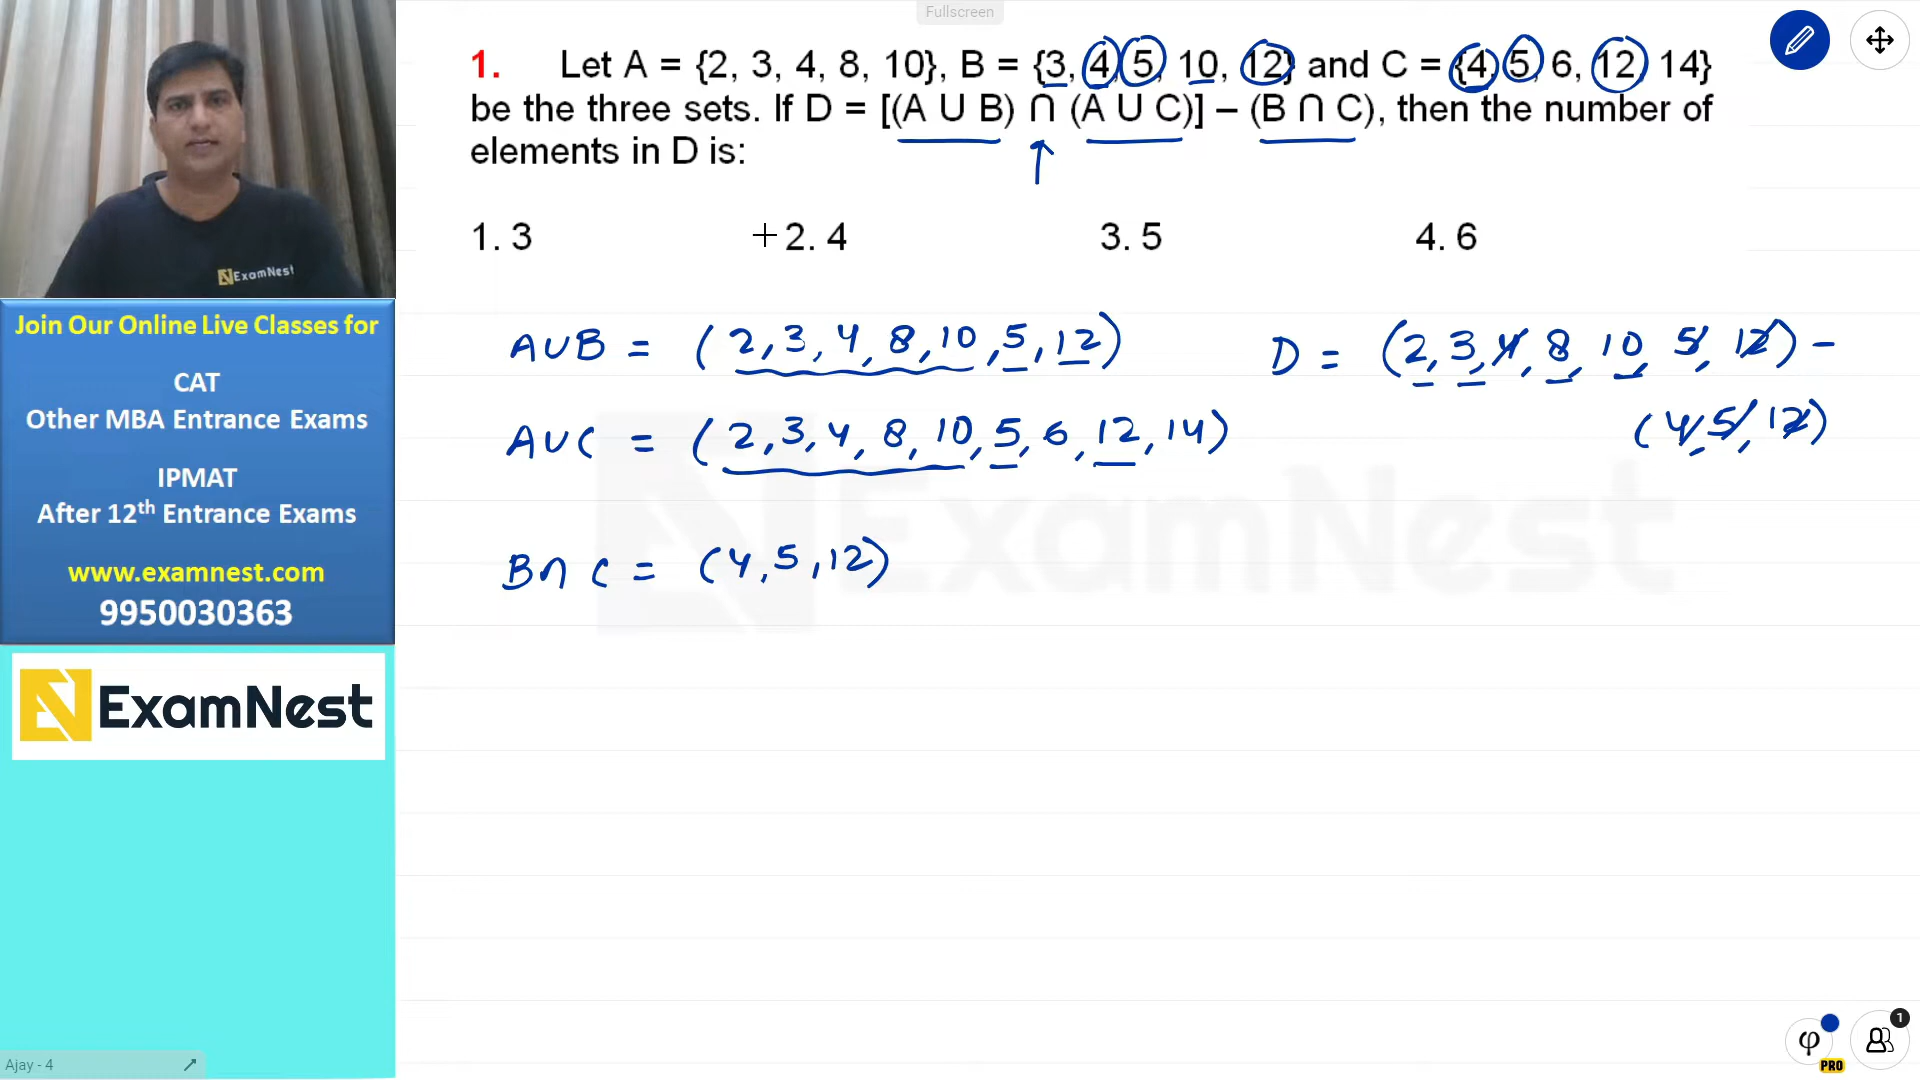 Fullscreen
1. Let A = {2, 3, 4, 8, 10}, B = {3, 4, 5, 10, 12} and C = {4, 5, 6, 12, 14}
be the three sets. If D = [(A U B) ∩ (A U C)] – (B ∩ C), then the number of
elements in D is:
1. 3 2. 4 3. 5 4. 6
A∪B = (2, 3, 4, 8, 10, 5, 12)
D = (2, 3, 4, 8, 10, 5, 12) –
(4, 5, 12)
A∪C = (2, 3, 4, 8, 10, 5, 6, 12, 14)
B∩C = (4, 5, 12)
ExamNest
ExamNest
Join Our Online Live Classes for
CAT
Other MBA Entrance Exams
IPMAT
After 12th Entrance Exams
www.examnest.com
9950030363
ExamNest
Ajay - 4
1
φ
PRO